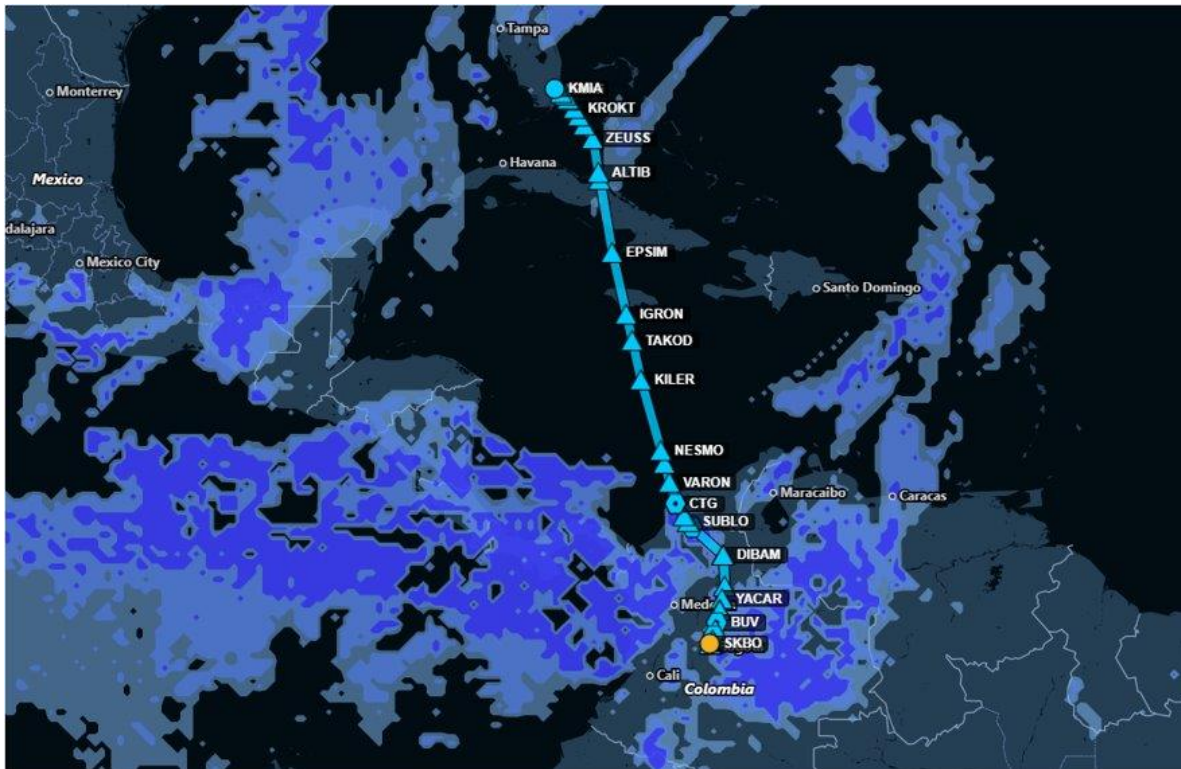 Tampa
KMIA
Monterrey
KROKT
ZEUSS
Havana
ALTIB
Mexico
dalajara
EPSIM
Mexico City
Santo Domingo
IGRON
TAKOD
KILER
NESMO
VARON
Maracaibo
Caracas
CTG
SUBLO
DIBAM
YACAR
BUV
SKBO
Cali
Colombia